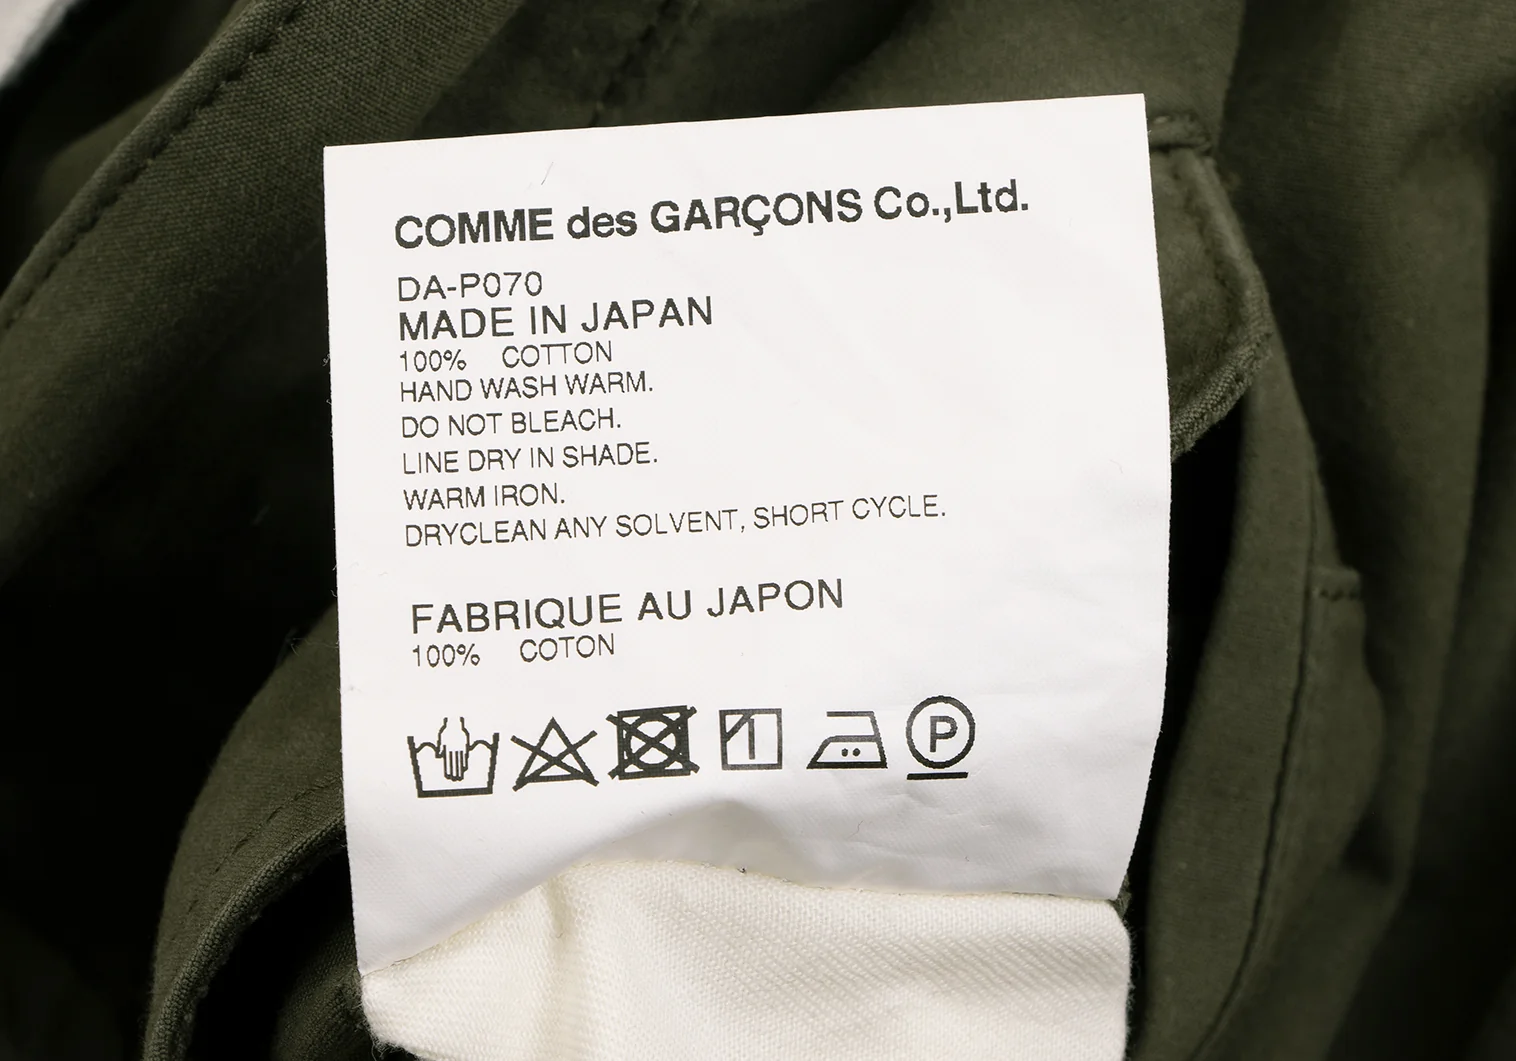 COMME des GARÇONS Co.,Ltd.
DA-P070
MADE IN JAPAN
100% COTTON
HAND WASH WARM.
DO NOT BLEACH.
LINE DRY IN SHADE.
WARM IRON.
DRYCLEAN ANY SOLVENT, SHORT CYCLE.
FABRIQUE AU JAPON
100% COTON
P